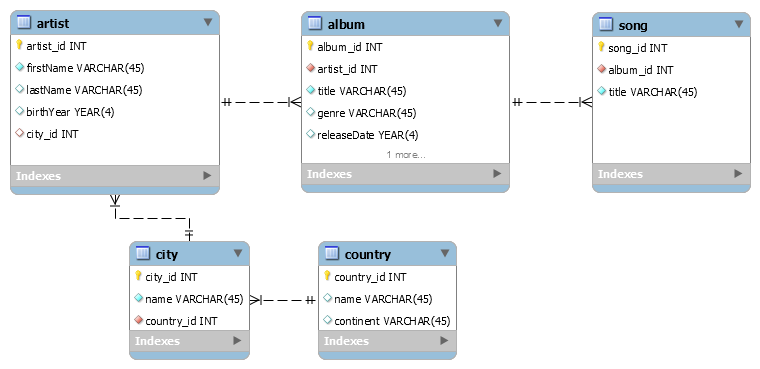 artist
artist_id INT
firstName VARCHAR(45)
lastName VARCHAR(45)
birthYear YEAR(4)
city_id INT
Indexes
album
album_id INT
artist_id INT
title VARCHAR(45)
genre VARCHAR(45)
releaseDate YEAR(4)
1 more...
Indexes
song
song_id INT
album_id INT
title VARCHAR(45)
Indexes
city
city_id INT
name VARCHAR(45)
country_id INT
Indexes
country
country_id INT
name VARCHAR(45)
continent VARCHAR(45)
Indexes